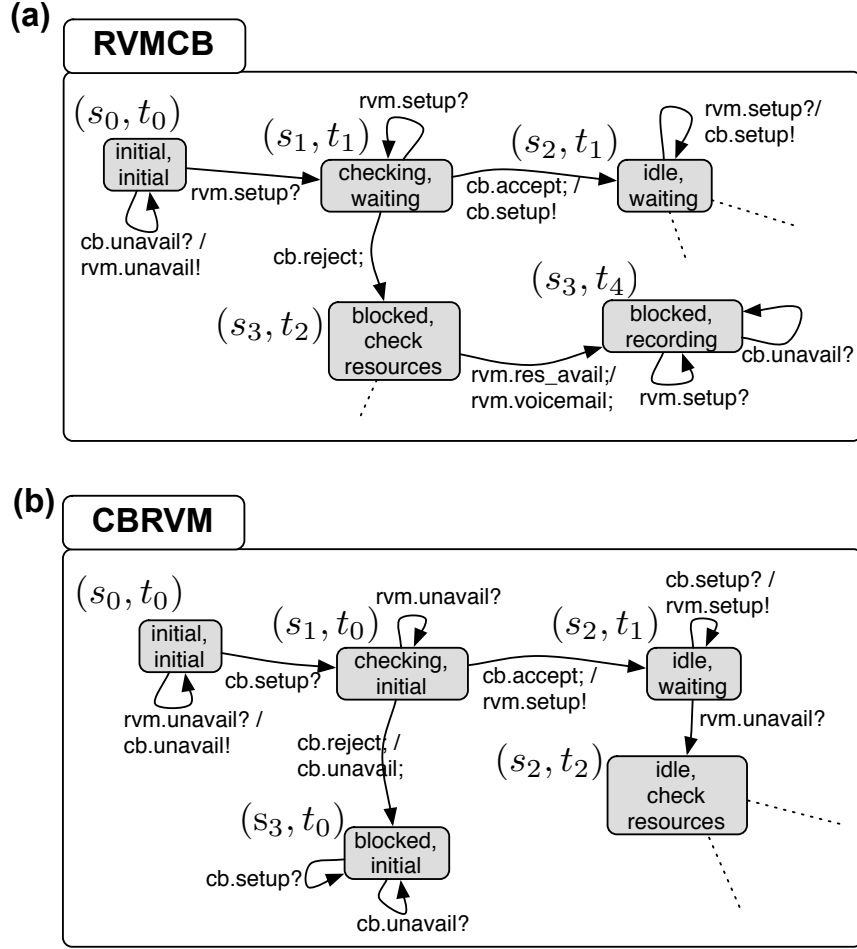 (a)
RVMCB
(s0, t0)
initial,
initial
cb.unavail? /
rvm.unavail!
rvm.setup?
(s1, t1)
rvm.setup?
checking,
waiting
cb.accept; /
cb.setup!
(s2, t1)
rvm.setup?/
cb.setup!
idle,
waiting
cb.reject;
(s3, t2)
blocked,
check
resources
rvm.res_avail;/
rvm.voicemail;
(s3, t4)
blocked,
recording
cb.unavail?
rvm.setup?
(b)
CBRVM
(s0, t0)
initial,
initial
rvm.unavail? /
cb.unavail!
cb.setup?
(s1, t0)
rvm.unavail?
checking,
initial
cb.accept; /
rvm.setup!
(s2, t1)
cb.setup? /
rvm.setup!
idle,
waiting
rvm.unavail?
cb.reject; /
cb.unavail;
(s2, t2)
idle,
check
resources
(s3, t0)
blocked,
initial
cb.setup?
cb.unavail?